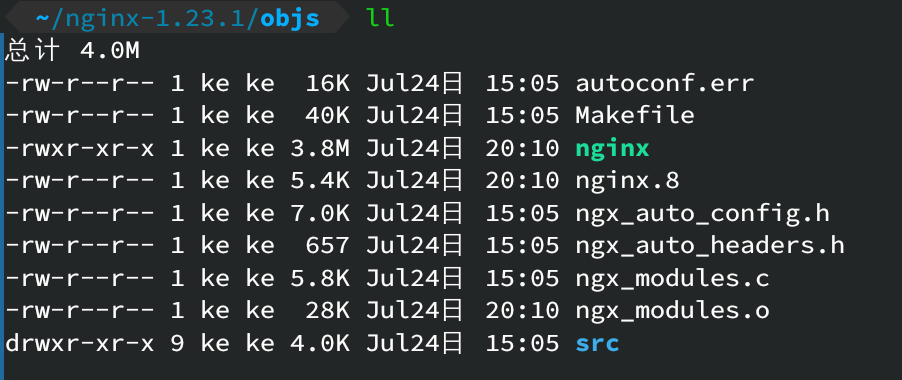 ~/nginx-1.23.1/objs ll
总计 4.0M
-rw-r--r-- 1 ke ke  16K Jul24日 15:05 autoconf.err
-rw-r--r-- 1 ke ke  40K Jul24日 15:05 Makefile
-rwxr-xr-x 1 ke ke 3.8M Jul24日 20:10 nginx
-rw-r--r-- 1 ke ke 5.4K Jul24日 20:10 nginx.8
-rw-r--r-- 1 ke ke 7.0K Jul24日 15:05 ngx_auto_config.h
-rw-r--r-- 1 ke ke  657 Jul24日 15:05 ngx_auto_headers.h
-rw-r--r-- 1 ke ke 5.8K Jul24日 15:05 ngx_modules.c
-rw-r--r-- 1 ke ke  28K Jul24日 20:10 ngx_modules.o
drwxr-xr-x 9 ke ke 4.0K Jul24日 15:05 src